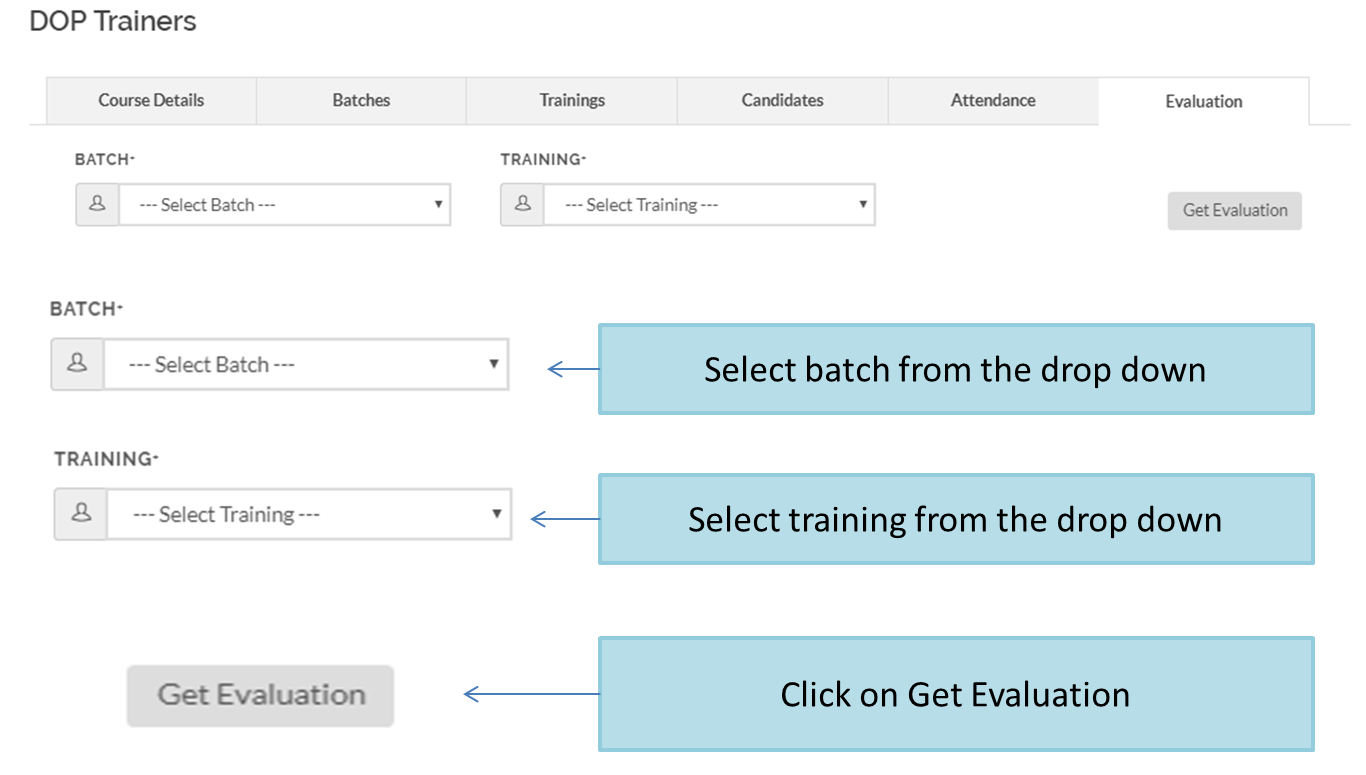 DOP Trainers
Course Details Batches Trainings Candidates Attendance Evaluation
BATCH* TRAINING*
--- Select Batch --- --- Select Training --- Get Evaluation
BATCH*
--- Select Batch --- Select batch from the drop down
TRAINING*
--- Select Training --- Select training from the drop down
Get Evaluation Click on Get Evaluation